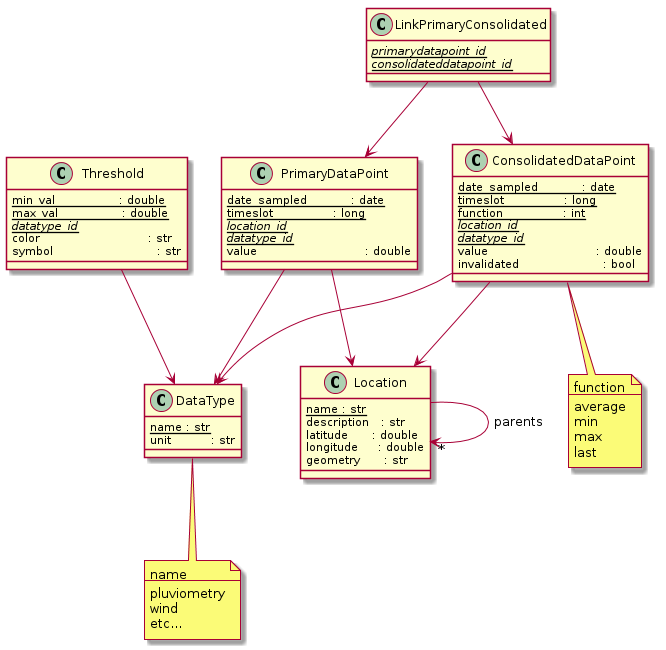 C LinkPrimaryConsolidated
primarydatapoint_id
consolidateddatapoint_id
C Threshold
min_val : double
max_val : double
datatype_id
color : str
symbol : str
C PrimaryDataPoint
date_sampled : date
timeslot : long
location_id
datatype_id
value : double
C ConsolidatedDataPoint
date_sampled : date
timeslot : long
function : int
location_id
datatype_id
value : double
invalidated : bool
C DataType
name : str
unit : str
C Location
name : str
description : str
latitude : double
longitude : double
geometry : str
parents
*
function
average
min
max
last
name
pluviometry
wind
etc...